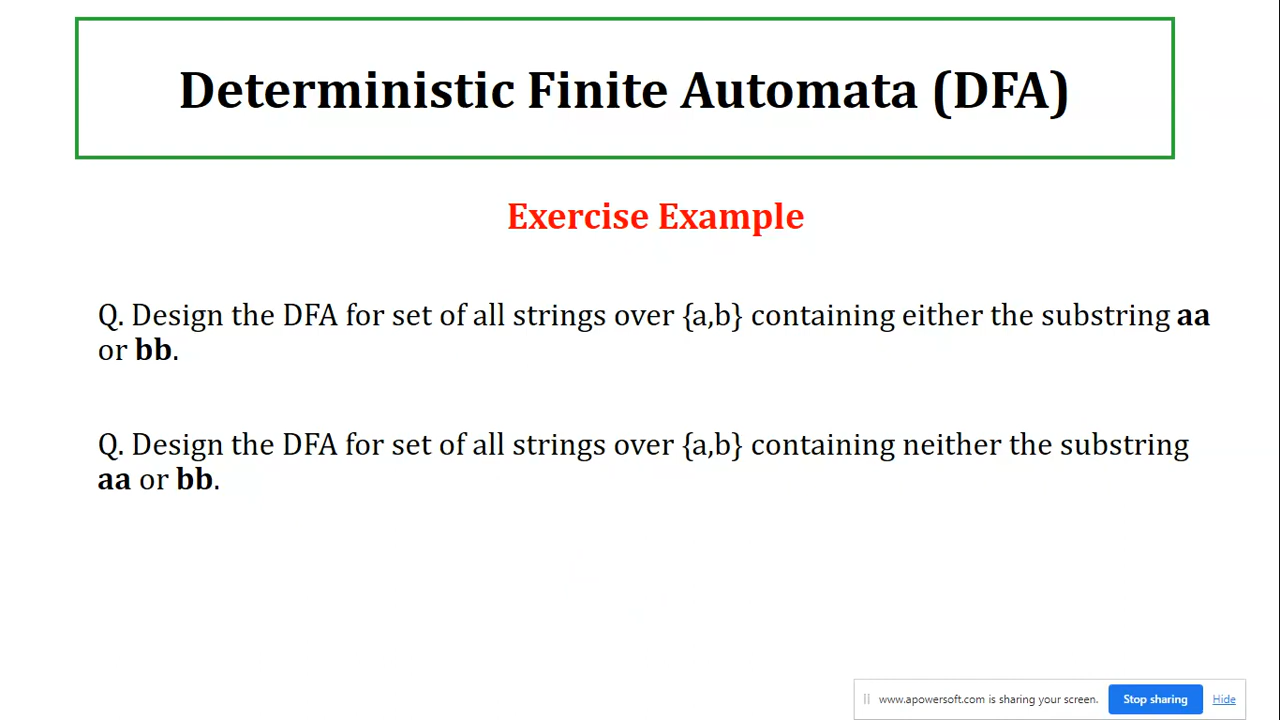 Deterministic Finite Automata (DFA)
Exercise Example
Q. Design the DFA for set of all strings over {a,b} containing either the substring aa
or bb.
Q. Design the DFA for set of all strings over {a,b} containing neither the substring
aa or bb.
www.apowersoft.com is sharing your screen. Stop sharing Hide